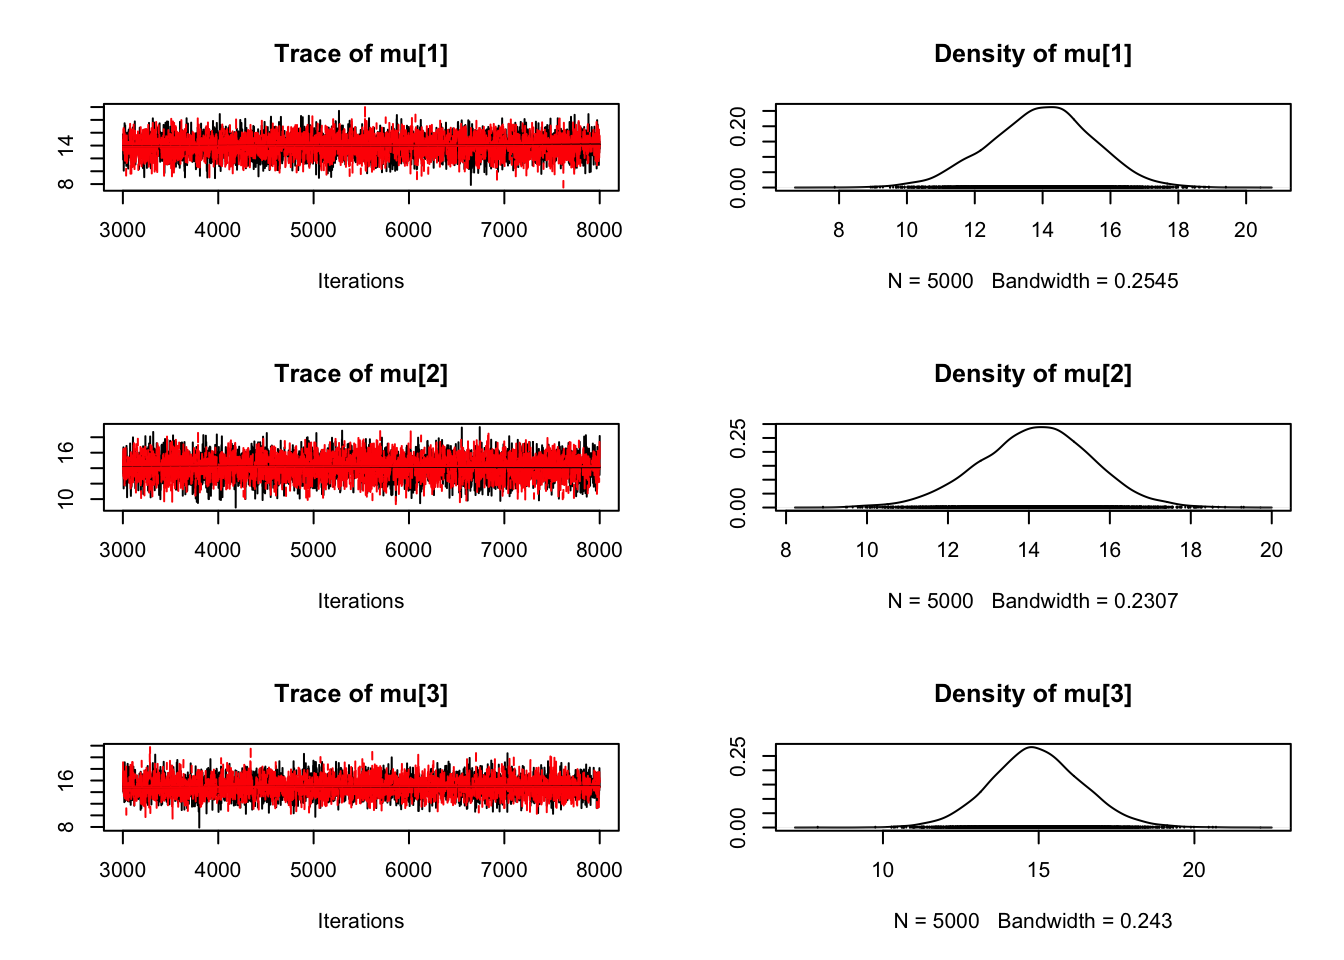 Trace of mu[1]
14
8
3000 4000 5000 6000 7000 8000
Iterations
Density of mu[1]
0.20
0.00
8 10 12 14 16 18 20
N = 5000 Bandwidth = 0.2545
Trace of mu[2]
16
10
3000 4000 5000 6000 7000 8000
Iterations
Density of mu[2]
0.25
0.00
8 10 12 14 16 18 20
N = 5000 Bandwidth = 0.2307
Trace of mu[3]
16
8
3000 4000 5000 6000 7000 8000
Iterations
Density of mu[3]
0.25
0.00
10 15 20
N = 5000 Bandwidth = 0.243